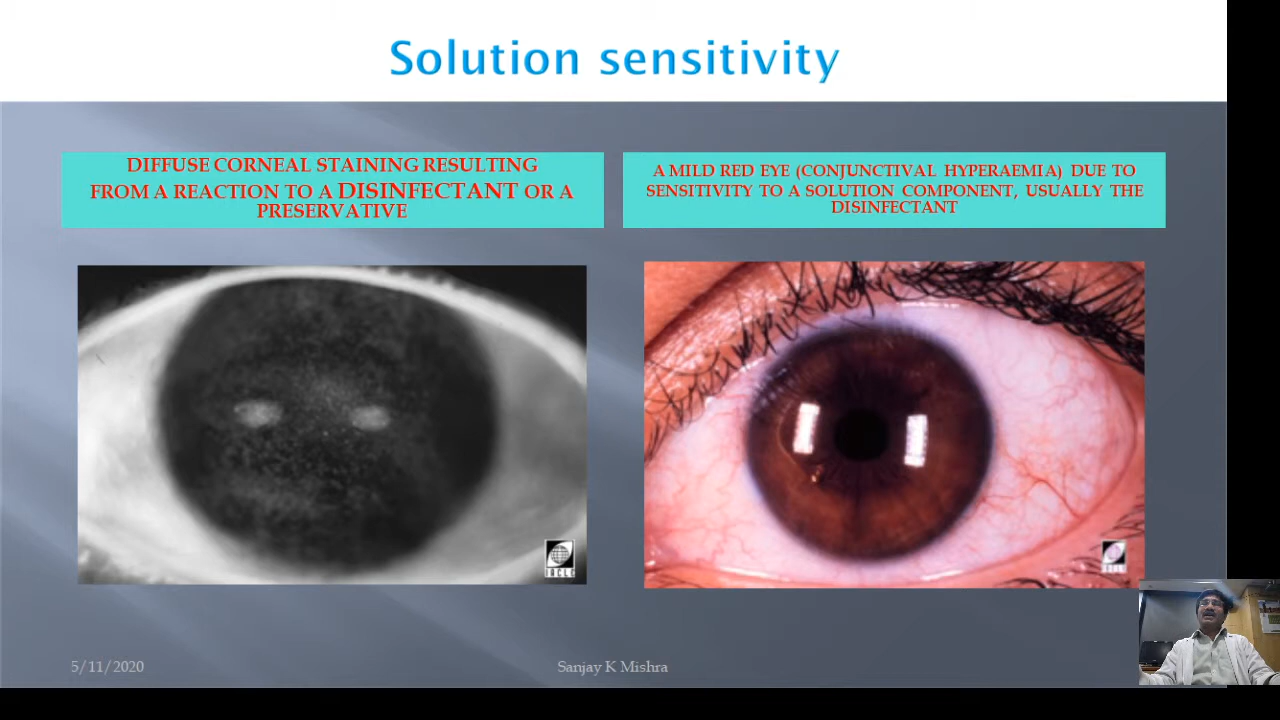 Solution sensitivity
DIFFUSE CORNEAL STAINING RESULTING
FROM A REACTION TO A DISINFECTANT OR A
PRESERVATIVE
A MILD RED EYE (CONJUNCTIVAL HYPERAEMIA) DUE TO
SENSITIVITY TO A SOLUTION COMPONENT, USUALLY THE
DISINFECTANT
IACLE
5/11/2020
Sanjay K Mishra